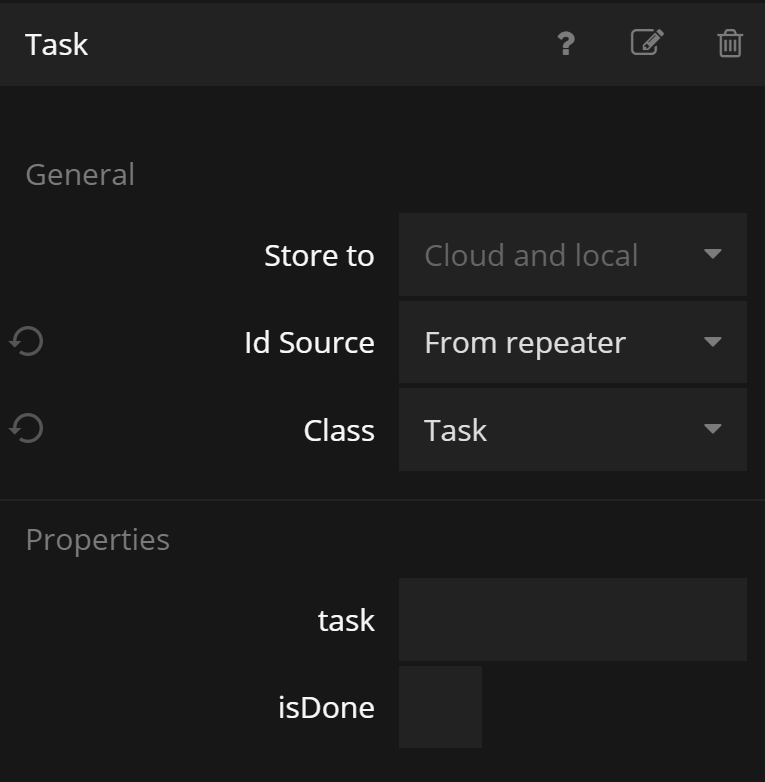 Task ?
General
Store to Cloud and local
Id Source From repeater
Class Task
Properties
task
isDone